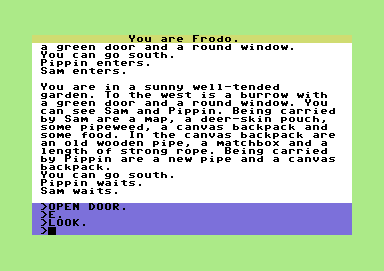 You are Frodo.
a green door and a round window.
You can go south.
Pippin enters.
Sam enters.
You are in a sunny well-tended
garden. To the west is a burrow with
a green door and a round window. You
can see Sam and Pippin. Being carried
by Sam are a map, a deer-skin pouch,
some pipeweed, a canvas backpack and
some food. In the canvas backpack are
an old wooden pipe, a matchbox and a
length of strong rope. Being carried
by Pippin are a new pipe and a canvas
backpack.
You can go south.
Pippin waits.
Sam waits.
>OPEN DOOR.
>E.
>LOOK.
>